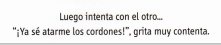 Luego intenta con el otro...
“¡Ya sé atarme los cordones!”, grita muy contenta.